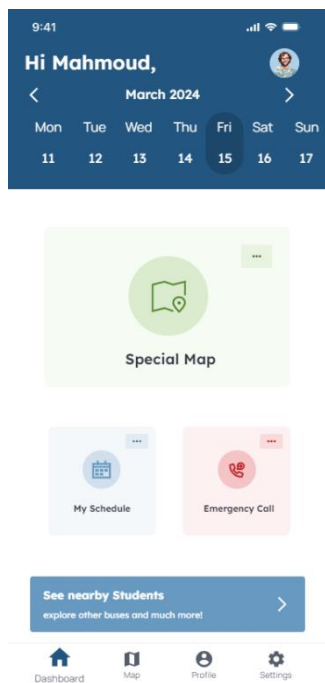 9:41
Hi Mahmoud,
March 2024
Mon Tue Wed Thu Fri Sat Sun
11 12 13 14 15 16 17
Special Map
My Schedule
Emergency Call
See nearby Students
explore other buses and much more!
Dashboard Map Profile Settings